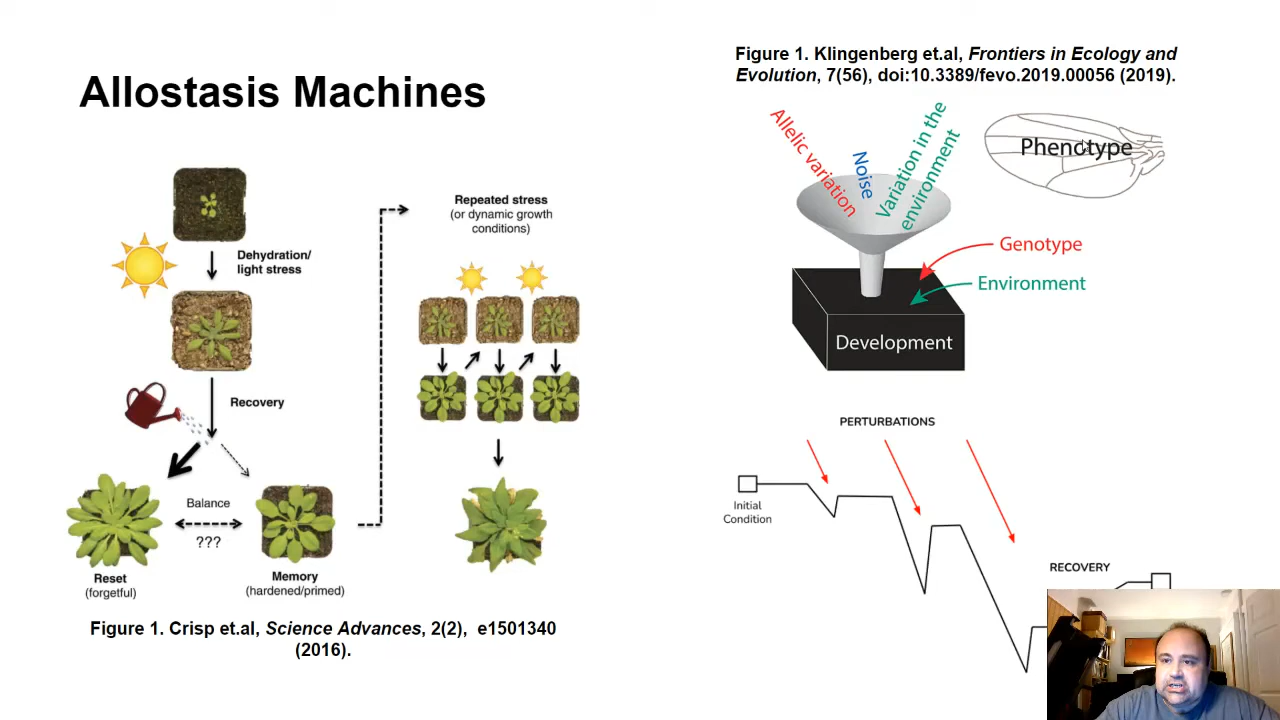 Allostasis Machines
Dehydration/
light stress
Recovery
Balance
???
Reset
(forgetful)
Memory
(hardened/primed)
Repeated stress
(or dynamic growth
conditions)
Figure 1. Crisp et.al, Science Advances, 2(2), e1501340
(2016).
Figure 1. Klingenberg et.al, Frontiers in Ecology and
Evolution, 7(56), doi:10.3389/fevo.2019.00056 (2019).
Allelic variation
Noise
Variation in the
environment
Phenotype
Genotype
Environment
Development
PERTURBATIONS
Initial
Condition
RECOVERY